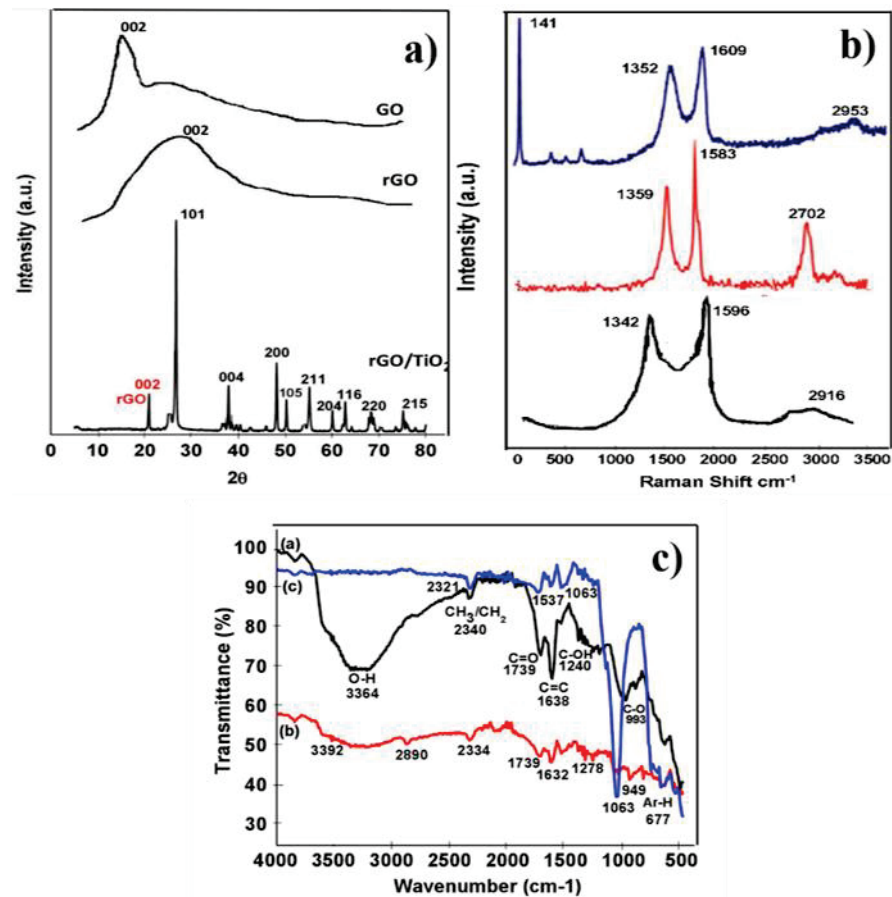 a)
002
GO
002
rGO
101
002
rGO
004
200
105
211
204
116
220
215
rGO/TiO2
Intensity (a.u.)
0 10 20 30 40 50 60 70 80
2θ
b)
141
1352
1609
2953
1359
1583
2702
1342
1596
2916
Intensity (a.u.)
0 500 1000 1500 2000 2500 3000 3500
Raman Shift cm-1
c)
(a)
(c)
(b)
O-H
3364
2321
CH3/CH2
2340
C=O
1739
C=C
1638
1537
1063
C-OH
1240
C-O
993
3392
2890
2334
1739
1632
1278
949
1063
Ar-H
677
100
90
80
70
60
50
40
30
Transmittance (%)
4000 3500 3000 2500 2000 1500 1000 500
Wavenumber (cm-1)